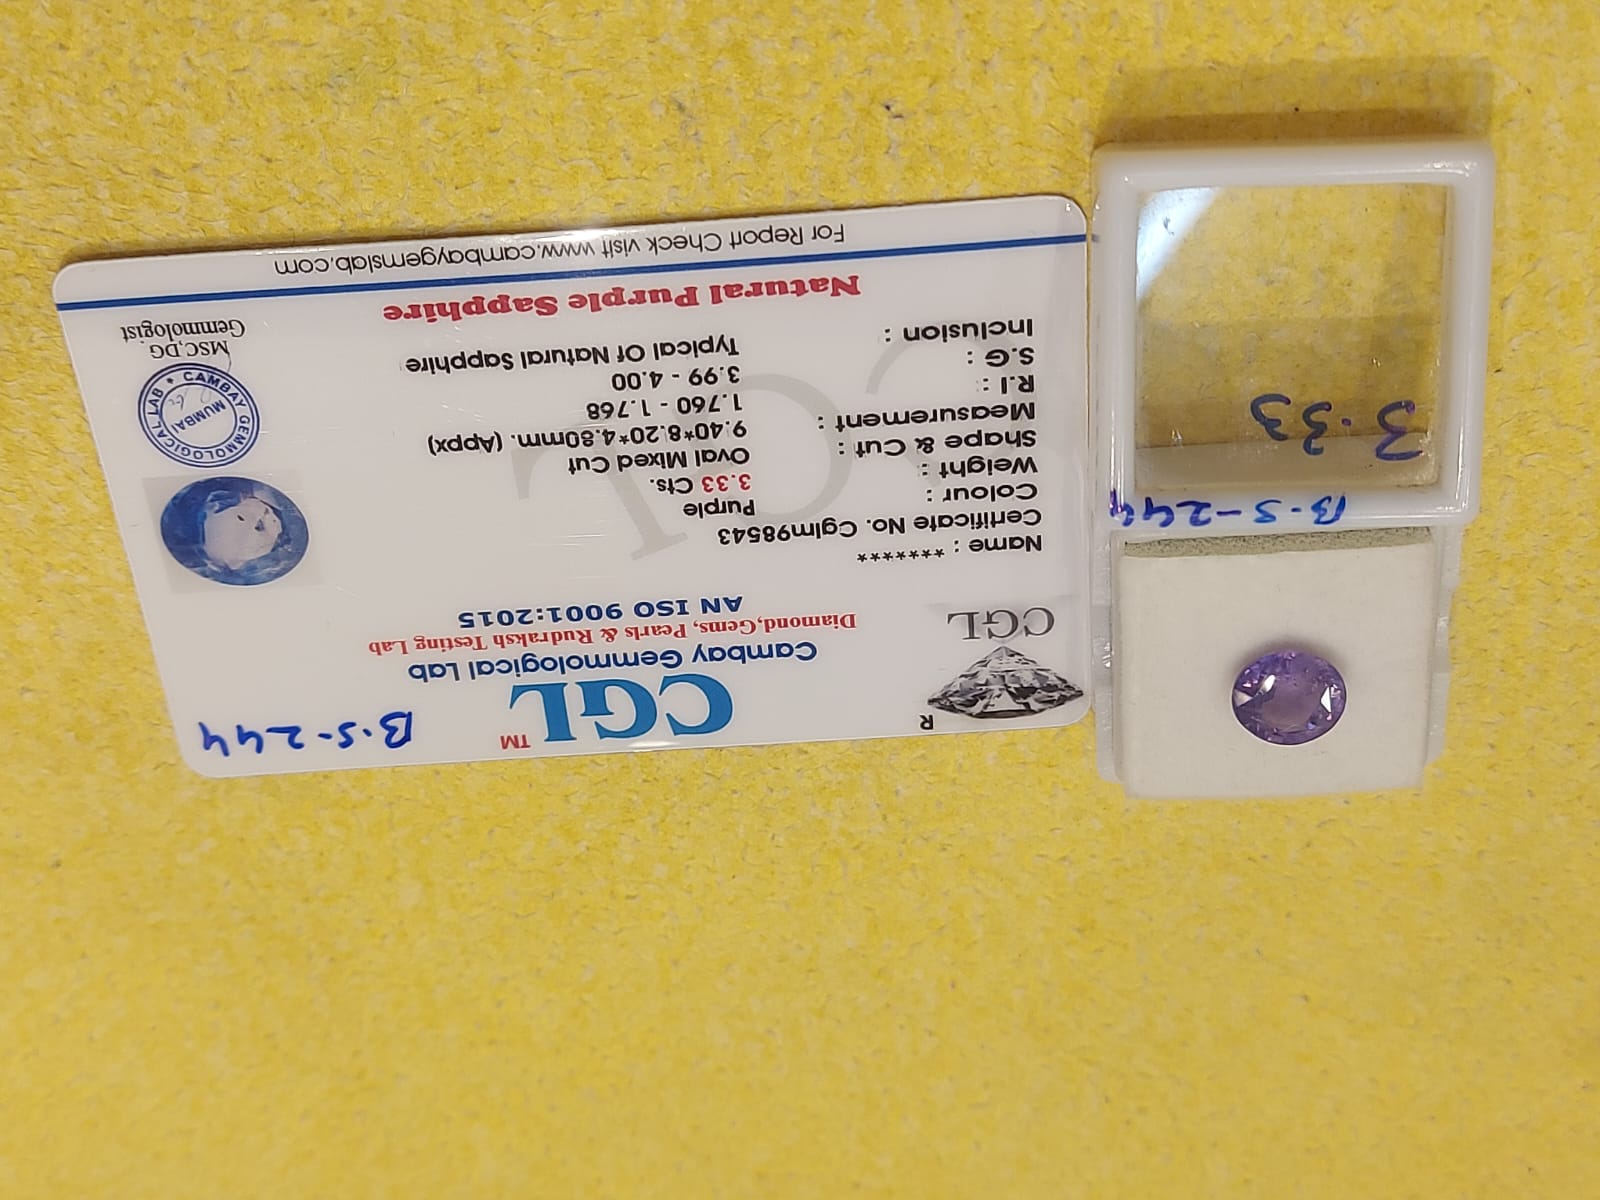 B.S-244
CGL TM
Cambay Gemmological Lab
Diamond,Gems, Pearls & Rudraksh Testing Lab
AN ISO 9001:2015
R
CGL
Name : *******
Certificate No. Cglm98543
Colour : Purple
Weight : 3.33 Cts.
Shape & Cut : Oval Mixed Cut
Measurement : 9.40*8.20*4.80mm. (Appx)
R.I : 1.760 - 1.768
S.G : 3.99 - 4.00
Inclusion : Typical Of Natural Sapphire
Natural Purple Sapphire
CAMBAY GEMMOLOGICAL LAB
MUMBAI
MSC,DG
Gemmologist
For Report Check visit www.cambaygemslab.com
CGL
B.S-244
3.33